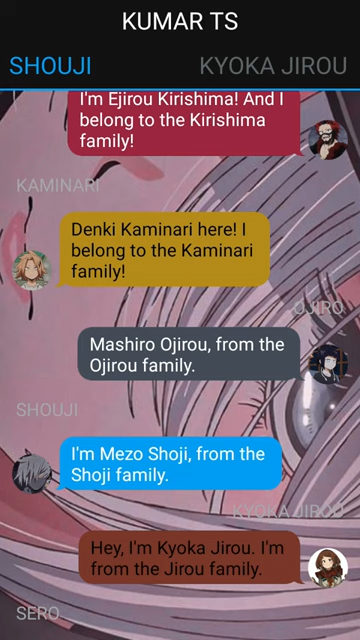 KUMAR TS
SHOUJI
KYOKA JIROU
I'm Ejirou Kirishima! And I
belong to the Kirishima
family!
KAMINARI
Denki Kaminari here! I
belong to the Kaminari
family!
OJIRO
Mashiro Ojirou, from the
Ojirou family.
SHOUJI
I'm Mezo Shoji, from the
Shoji family.
KYOKA JIROU
Hey, I'm Kyoka Jirou. I'm
from the Jirou family.
SERO